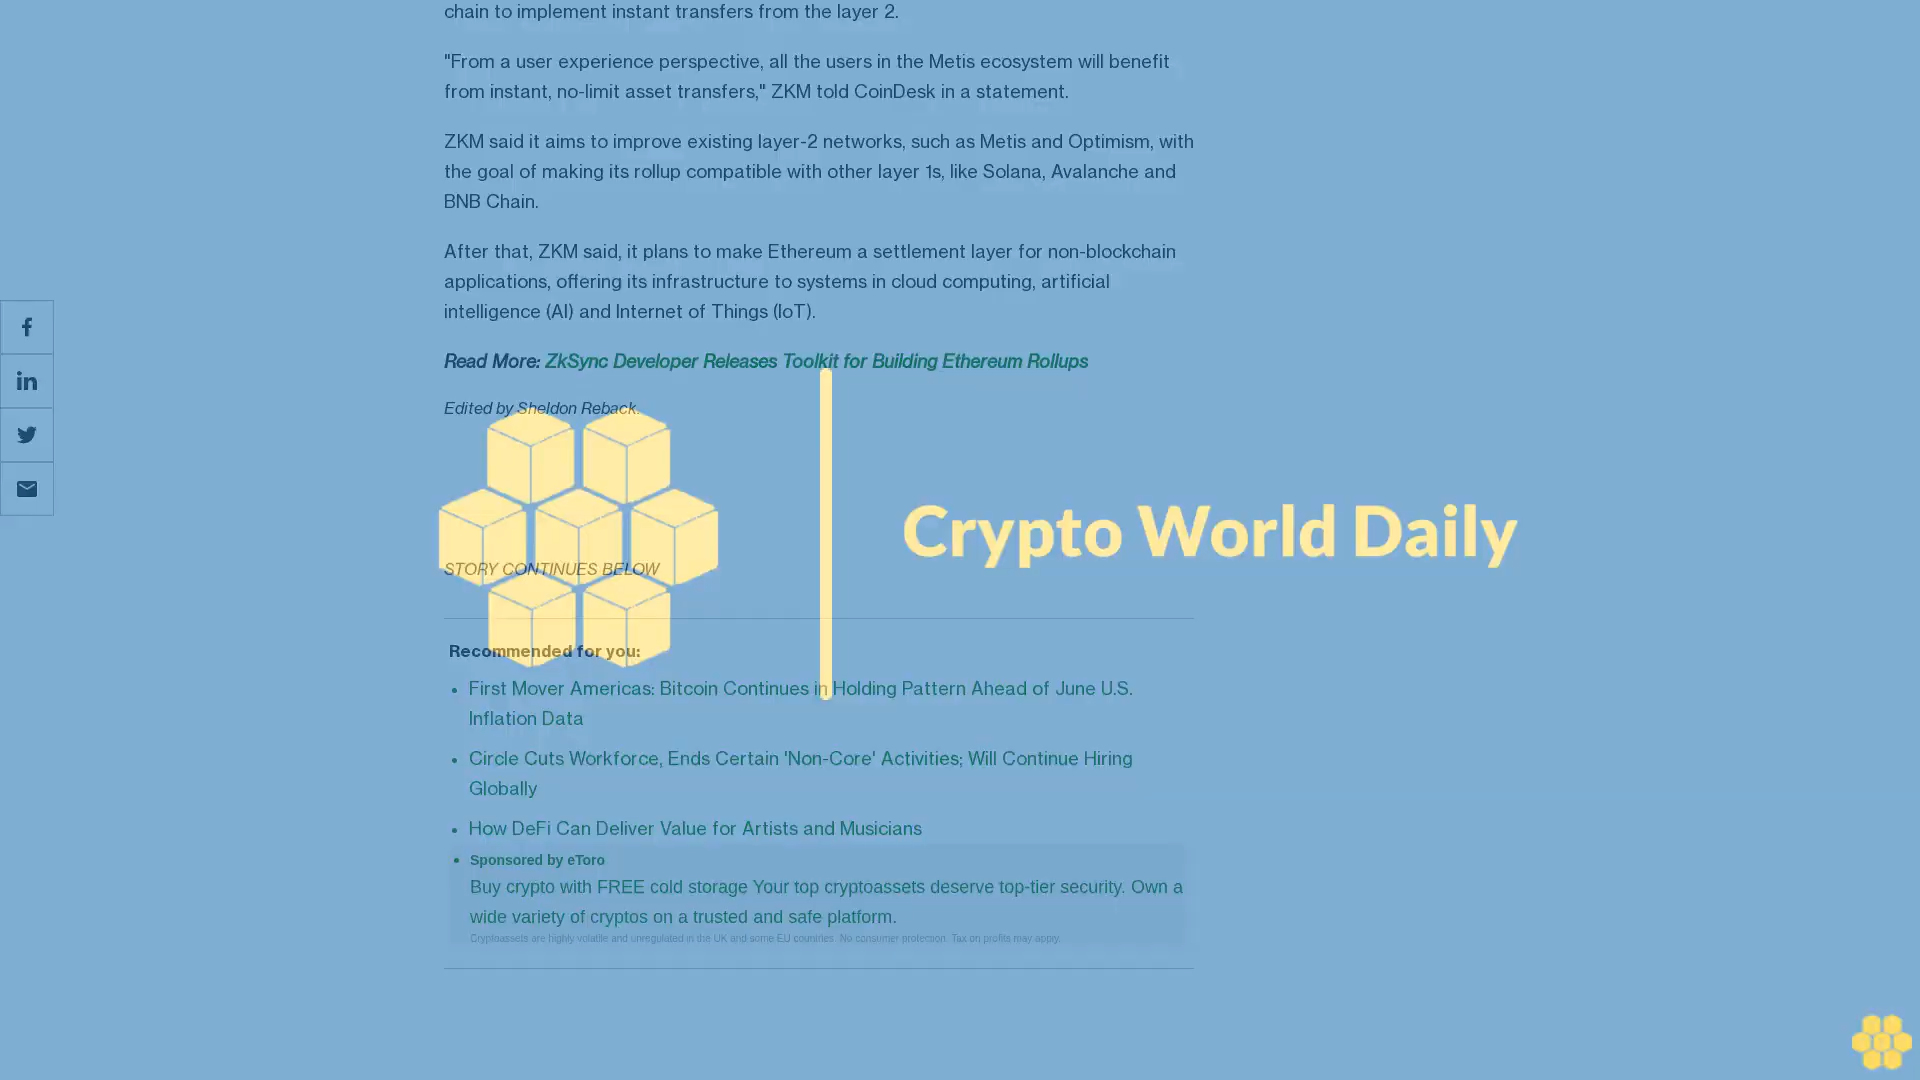 chain to implement instant transfers from the layer 2.
"From a user experience perspective, all the users in the Metis ecosystem will benefit
from instant, no-limit asset transfers," ZKM told CoinDesk in a statement.
ZKM said it aims to improve existing layer-2 networks, such as Metis and Optimism, with
the goal of making its rollup compatible with other layer 1s, like Solana, Avalanche and
BNB Chain.
After that, ZKM said, it plans to make Ethereum a settlement layer for non-blockchain
applications, offering its infrastructure to systems in cloud computing, artificial
intelligence (AI) and Internet of Things (IoT).
Read More: ZkSync Developer Releases Toolkit for Building Ethereum Rollups
Edited by Sheldon Reback.
Crypto World Daily
STORY CONTINUES BELOW
Recommended for you:
• First Mover Americas: Bitcoin Continues in Holding Pattern Ahead of June U.S.
Inflation Data
• Circle Cuts Workforce, Ends Certain 'Non-Core' Activities; Will Continue Hiring
Globally
• How DeFi Can Deliver Value for Artists and Musicians
• Sponsored by eToro
Buy crypto with FREE cold storage Your top cryptoassets deserve top-tier security. Own a
wide variety of cryptos on a trusted and safe platform.
Cryptoassets are highly volatile and unregulated in the UK and some EU countries. No consumer protection. Tax on profits may apply.